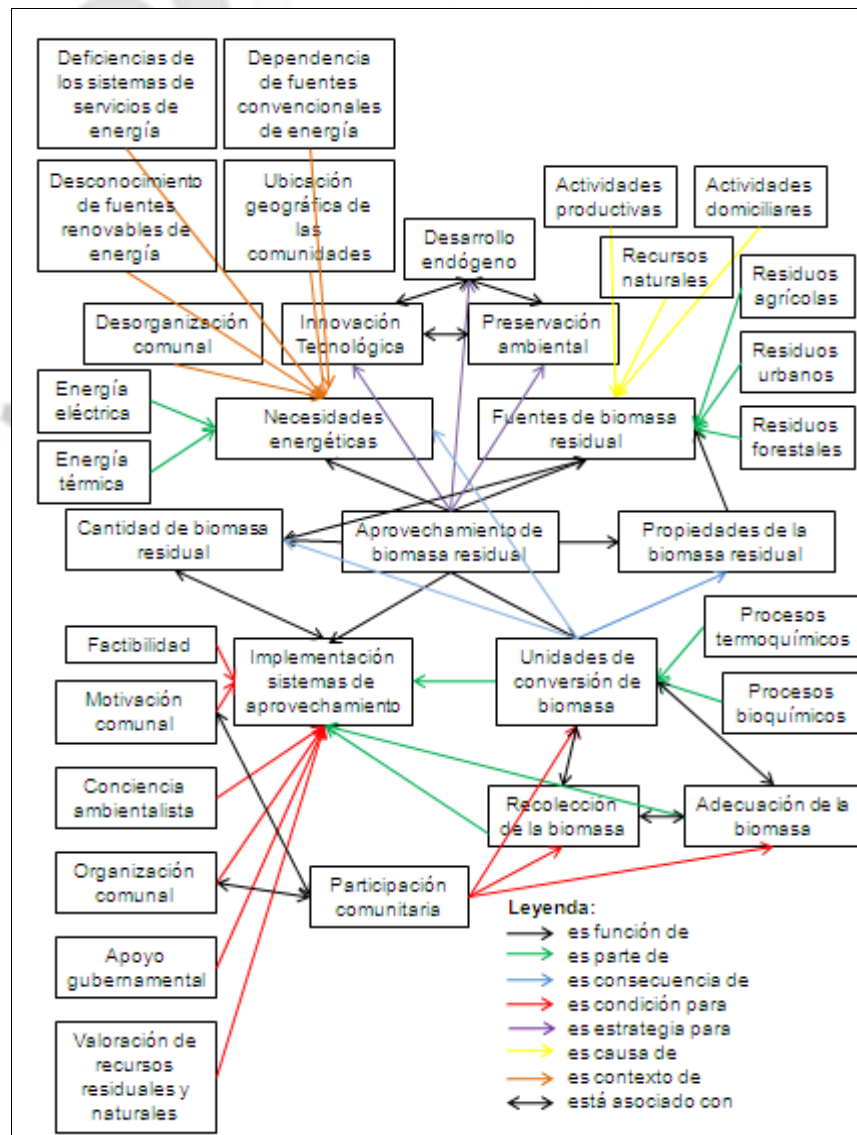 Deficiencias de
los sistemas de
servicios de
energía
Dependencia
de fuentes
convencionales
de energía
Desconocimiento
de fuentes
renovables de
energía
Ubicación
geográfica de
las
comunidades
Actividades
productivas
Actividades
domiciliares
Desarrollo
endógeno
Recursos
naturales
Residuos
agrícolas
Desorganización
comunal
Innovación
Tecnológica
Preservación
ambiental
Residuos
urbanos
Energía
eléctrica
Necesidades
energéticas
Fuentes de biomasa
residual
Residuos
forestales
Energía
térmica
Cantidad de biomasa
residual
Aprovechamiento de
biomasa residual
Propiedades de la
biomasa residual
Factibilidad
Implementación
sistemas de
aprovechamiento
Unidades de
conversión de
biomasa
Procesos
termoquímicos
Motivación
comunal
Procesos
bioquímicos
Conciencia
ambientalista
Recolección
de la biomasa
Adecuación de la
biomasa
Organización
comunal
Participación
comunitaria
Apoyo
gubernamental
Valoración de
recursos
residuales y
naturales
Leyenda:
es función de
es parte de
es consecuencia de
es condición para
es estrategia para
es causa de
es contexto de
está asociado con